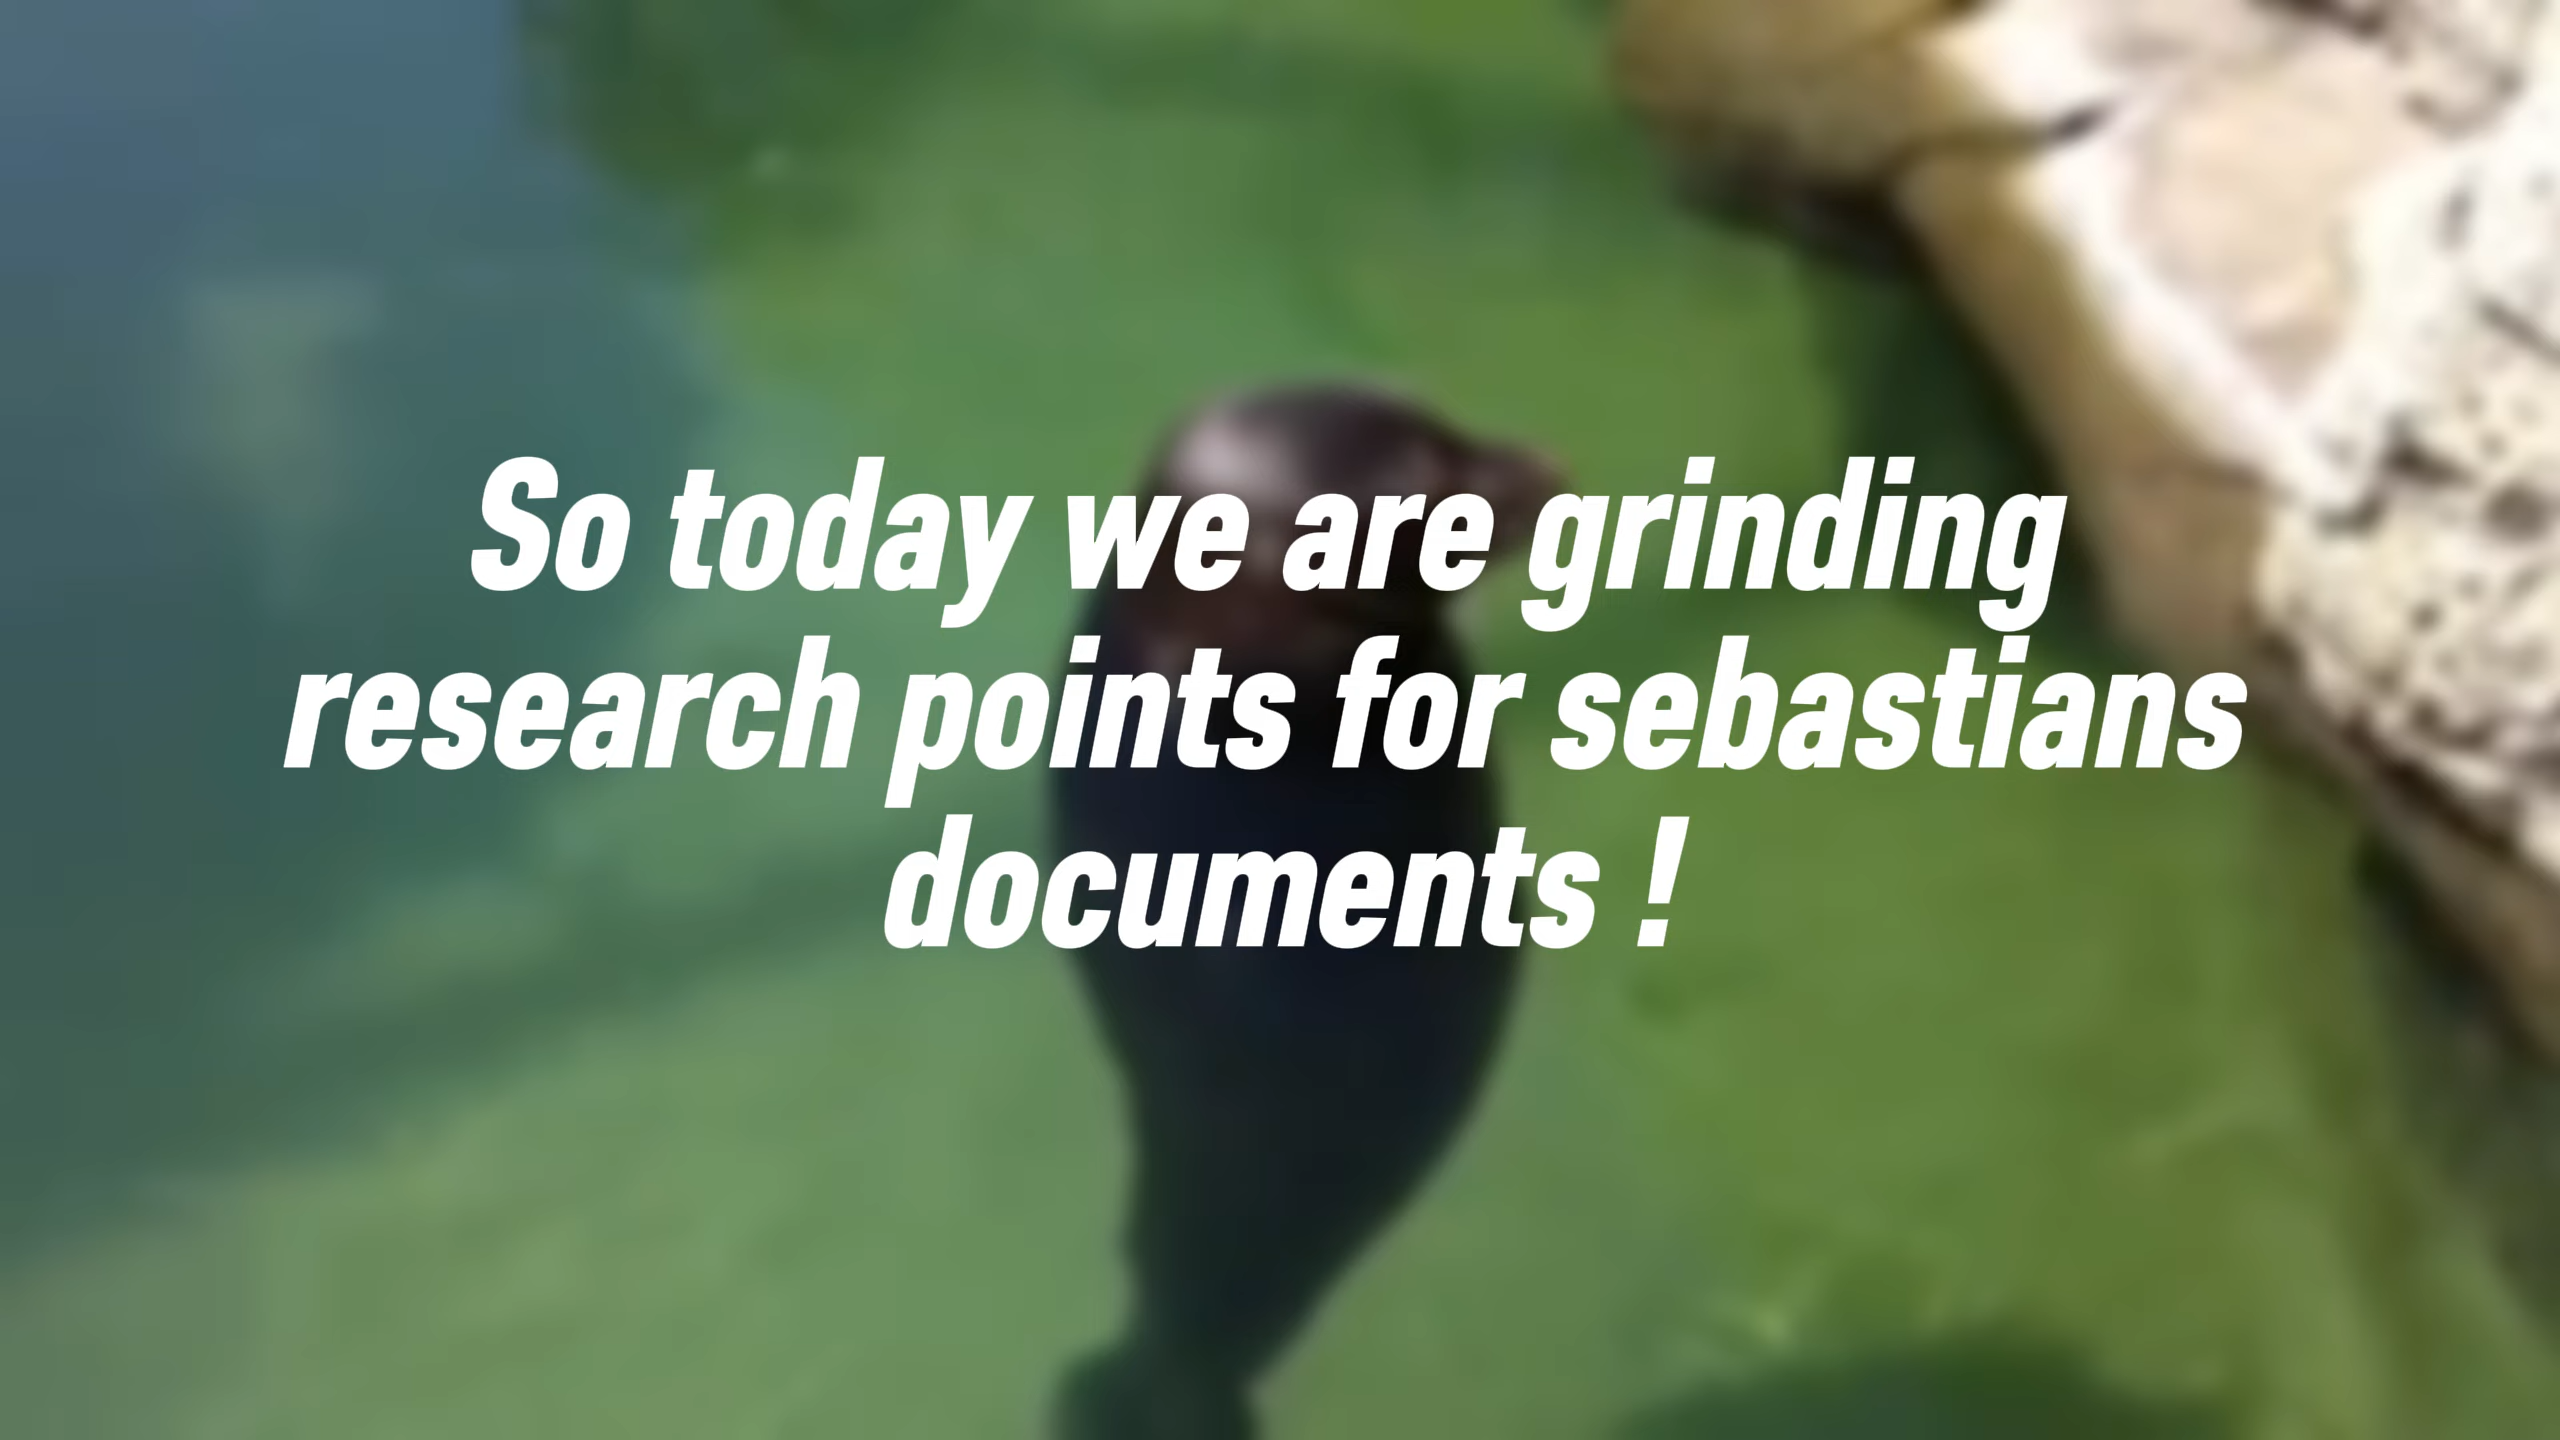 So today we are grinding
research points for sebastians
documents !